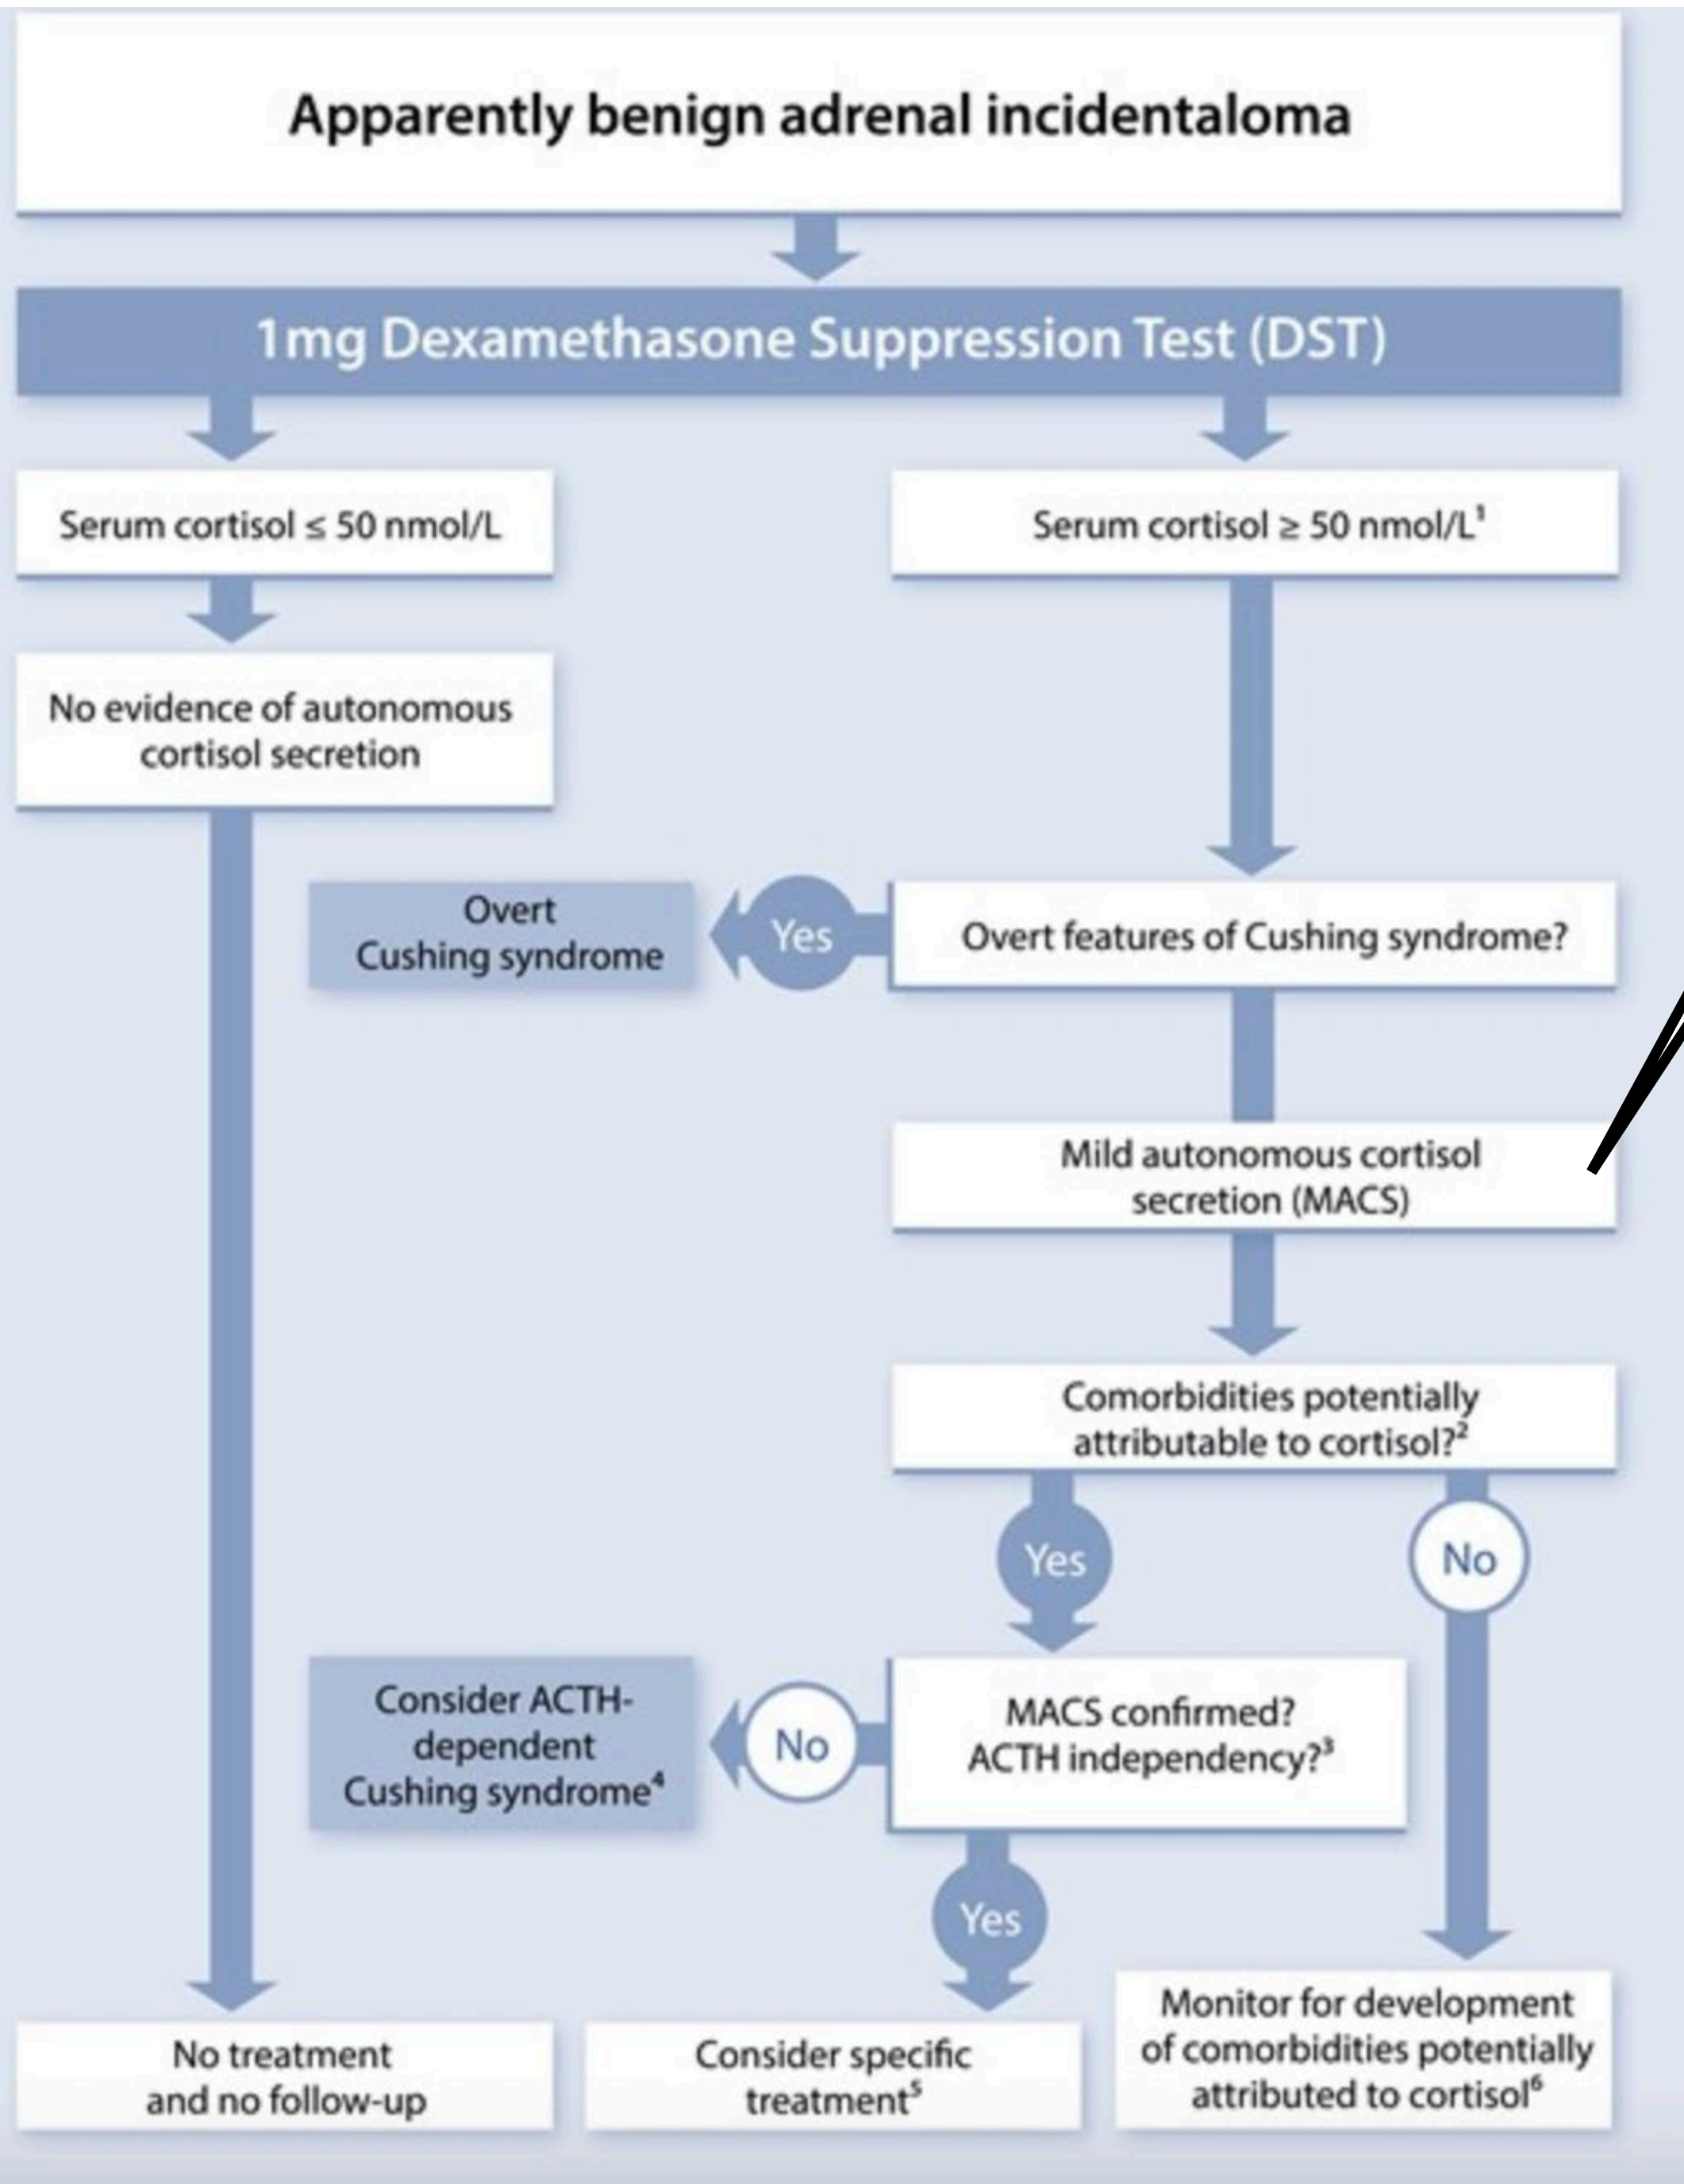 Apparently benign adrenal incidentaloma
1mg Dexamethasone Suppression Test (DST)
Serum cortisol ≤ 50 nmol/L
Serum cortisol ≥ 50 nmol/L¹
No evidence of autonomous
cortisol secretion
Overt
Cushing syndrome
Yes
Overt features of Cushing syndrome?
Mild autonomous cortisol
secretion (MACS)
Comorbidities potentially
attributable to cortisol?²
Yes
No
Consider ACTH-
dependent
Cushing syndrome⁴
No
MACS confirmed?
ACTH independency?³
Yes
No treatment
and no follow-up
Consider specific
treatment⁵
Monitor for development
of comorbidities potentially
attributed to cortisol⁶